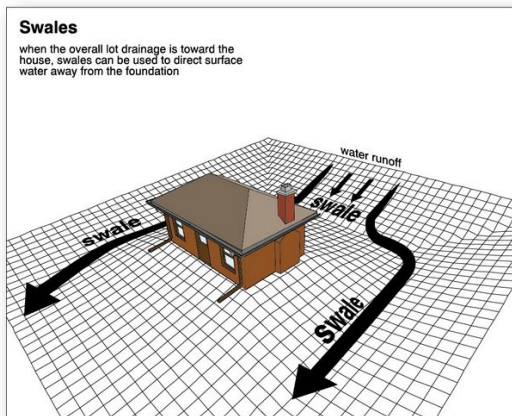 Swales
when the overall lot drainage is toward the
house, swales can be used to direct surface
water away from the foundation
water runoff
swale
swale
Swale